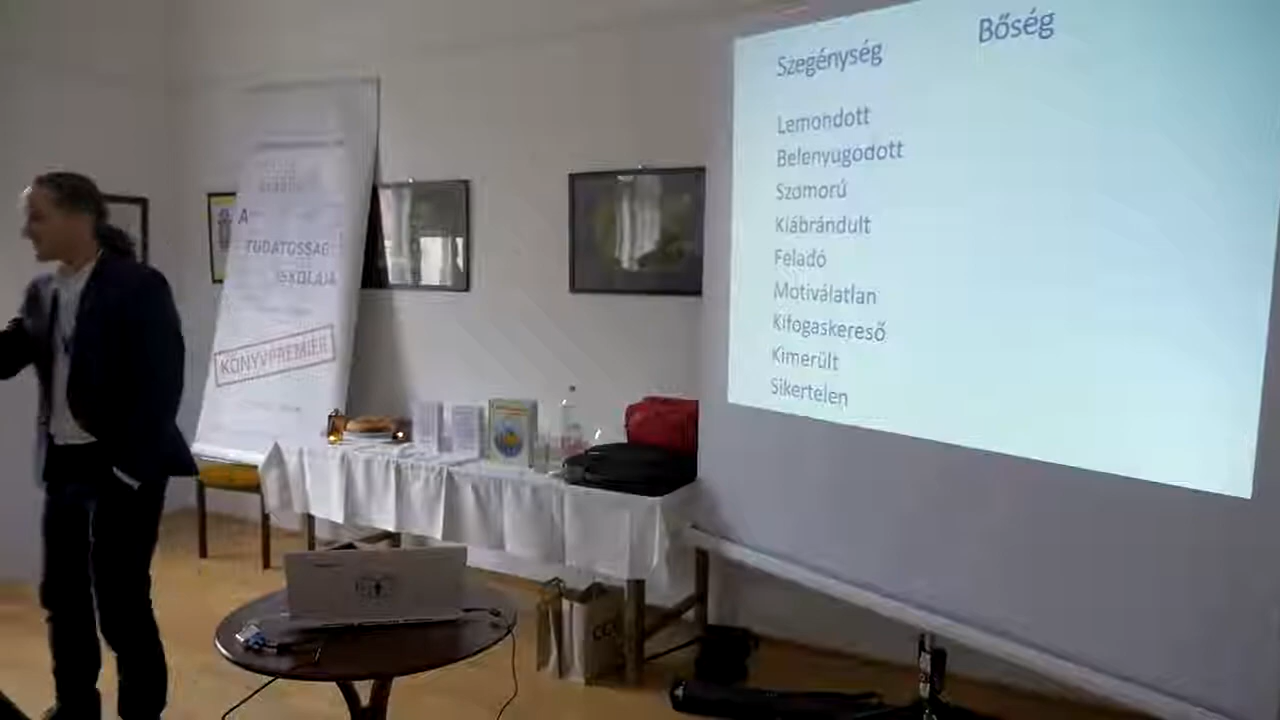 A
TUDATOSSÁG
ISKOLÁJA
KÖNYVPREMIER
Szegénység
Bőség
Lemondott
Belenyugodott
Szomorú
Kiábrándult
Feladó
Motiválatlan
Kifogaskereső
Kimerült
Sikertelen